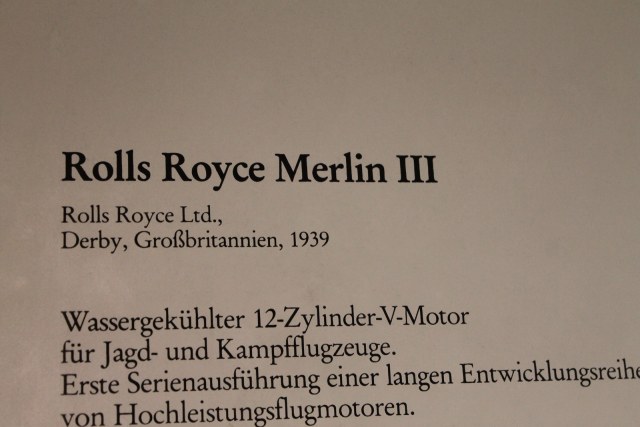 Rolls Royce Merlin III
Rolls Royce Ltd.,
Derby, Großbritannien, 1939
Wassergekühlter 12-Zylinder-V-Motor
für Jagd- und Kampfflugzeuge.
Erste Serienausführung einer langen Entwicklungsreihe
von Hochleistungsflugmotoren.